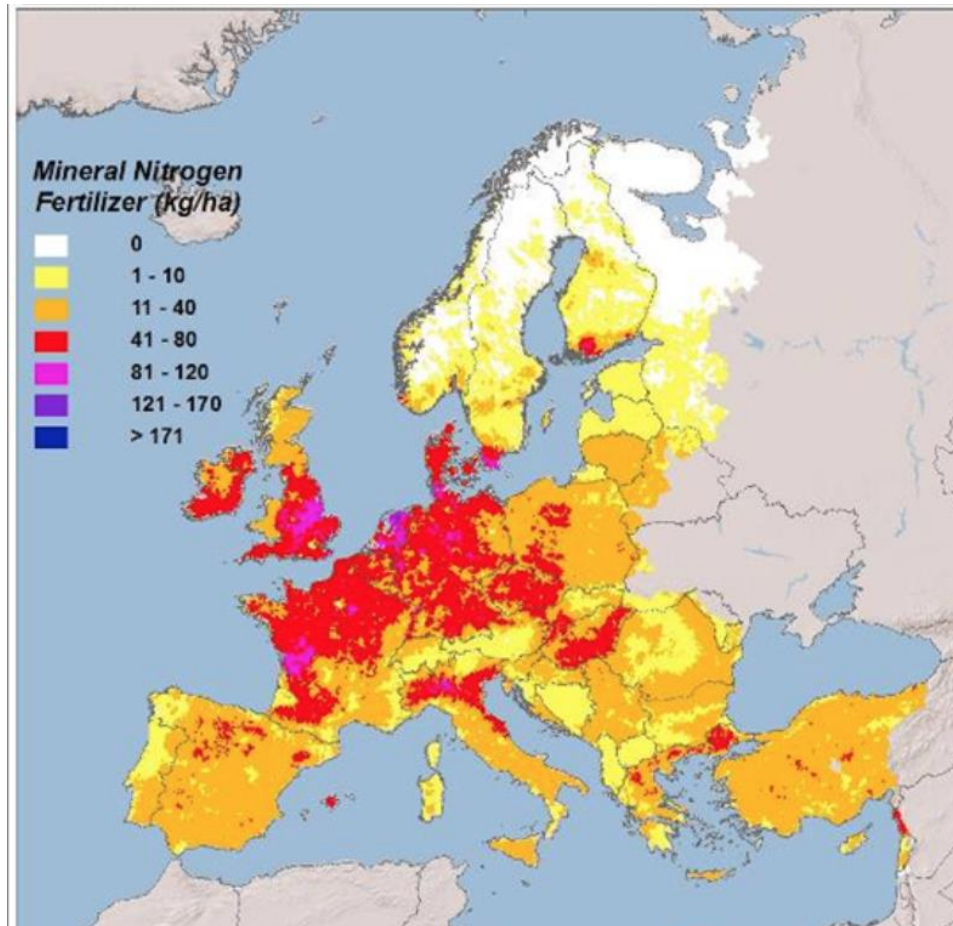 Mineral Nitrogen
Fertilizer (kg/ha)
0
1 - 10
11 - 40
41 - 80
81 - 120
121 - 170
> 171